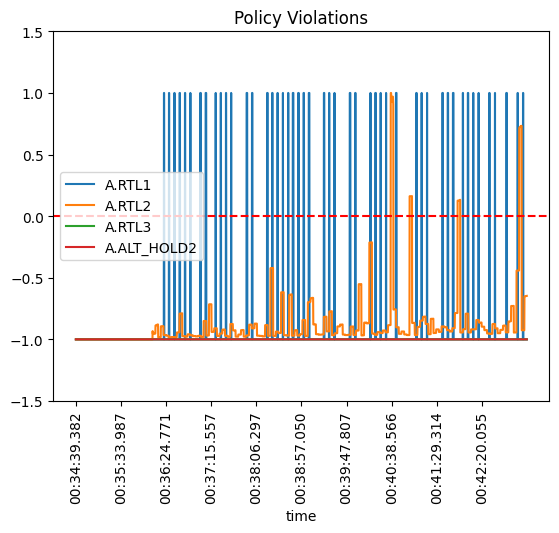 Policy Violations
1.5
1.0
0.5
0.0
−0.5
−1.0
−1.5
A.RTL1
A.RTL2
A.RTL3
A.ALT_HOLD2
00:34:39.382
00:35:33.987
00:36:24.771
00:37:15.557
00:38:06.297
00:38:57.050
00:39:47.807
00:40:38.566
00:41:29.314
00:42:20.055
time